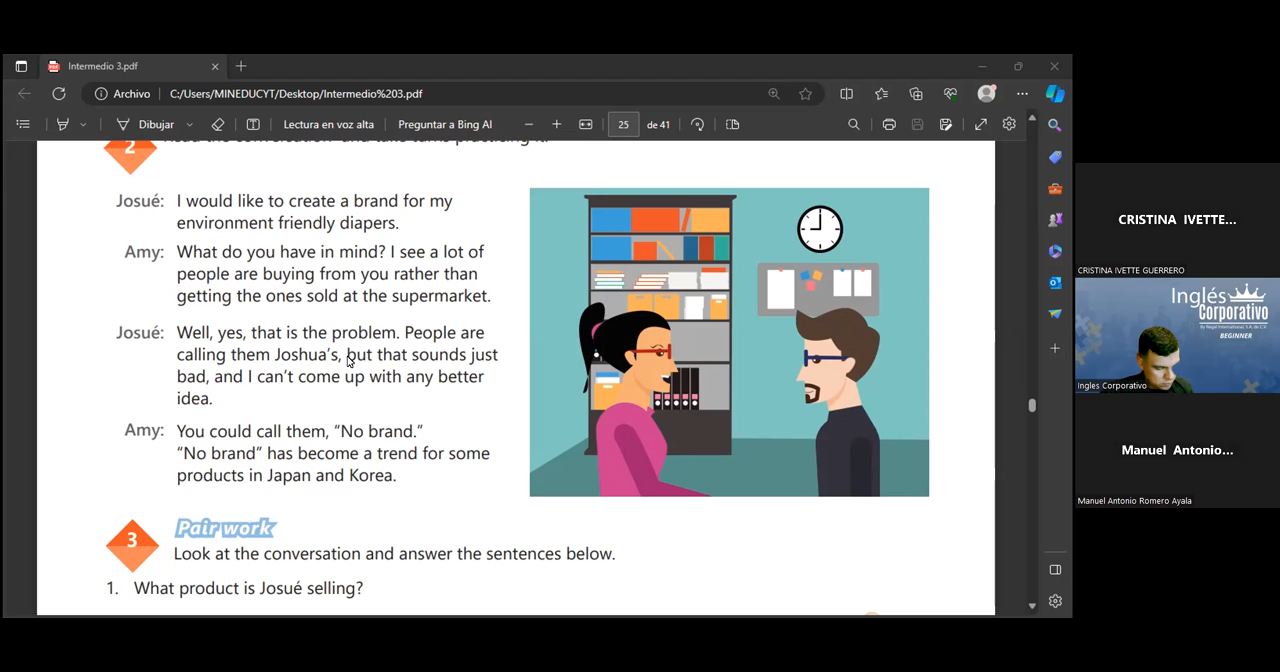 Intermedio 3.pdf
Archivo
C:/Users/MINEDUCYT/Desktop/Intermedio%203.pdf
Dibujar
Lectura en voz alta
Preguntar a Bing AI
25
de 41
2
Josué: I would like to create a brand for my
environment friendly diapers.
Amy: What do you have in mind? I see a lot of
people are buying from you rather than
getting the ones sold at the supermarket.
Josué: Well, yes, that is the problem. People are
calling them Joshua’s, but that sounds just
bad, and I can’t come up with any better
idea.
Amy: You could call them, “No brand.”
“No brand” has become a trend for some
products in Japan and Korea.
3
Pair work
Look at the conversation and answer the sentences below.
1. What product is Josué selling?
CRISTINA IVETTE...
CRISTINA IVETTE GUERRERO
Inglés
Corporativo
BEGINNER
Ingles Corporativo
Manuel Antonio...
Manuel Antonio Romero Ayala